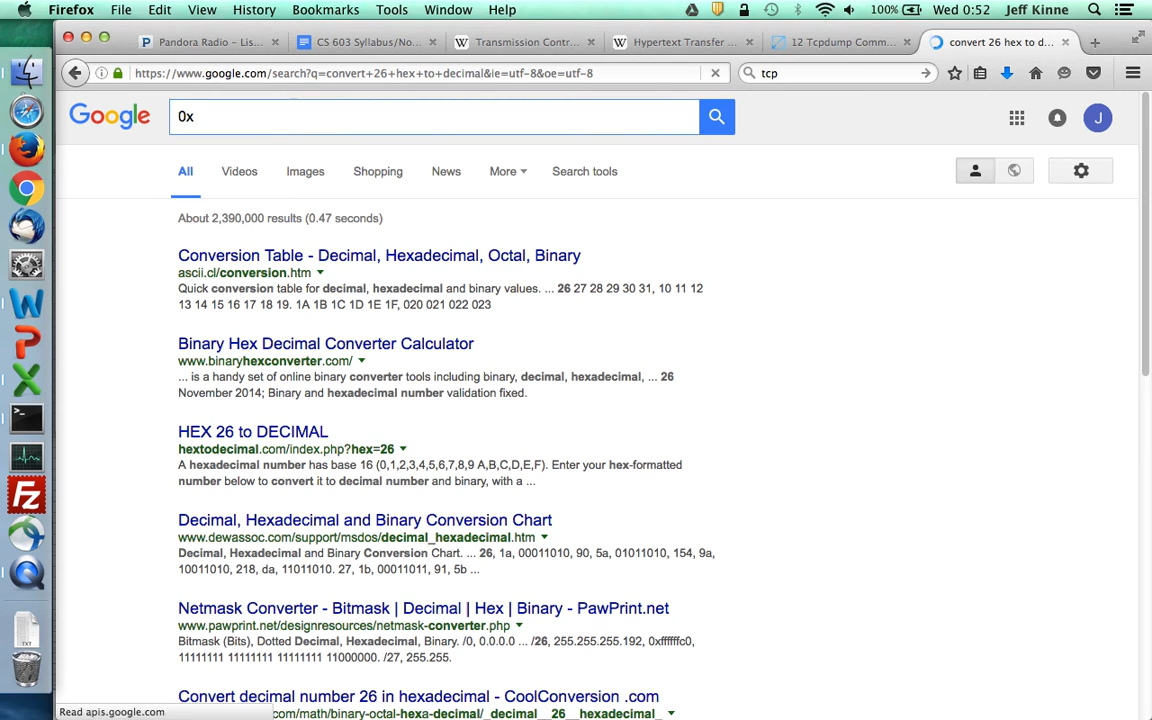 Firefox File Edit View History Bookmarks Tools Window Help 100% Wed 0:52 Jeff Kinne
Pandora Radio - Lis... CS 603 Syllabus/No... Transmission Contr... Hypertext Transfer ... 12 Tcpdump Comm... convert 26 hex to d...
https://www.google.com/search?q=convert+26+hex+to+decimal&ie=utf-8&oe=utf-8 tcp
Google 0x J
All Videos Images Shopping News More Search tools
About 2,390,000 results (0.47 seconds)
Conversion Table - Decimal, Hexadecimal, Octal, Binary
ascii.cl/conversion.htm
Quick conversion table for decimal, hexadecimal and binary values. ... 26 27 28 29 30 31, 10 11 12
13 14 15 16 17 18 19. 1A 1B 1C 1D 1E 1F, 020 021 022 023
Binary Hex Decimal Converter Calculator
www.binaryhexconverter.com/
... is a handy set of online binary converter tools including binary, decimal, hexadecimal, ... 26
November 2014; Binary and hexadecimal number validation fixed.
HEX 26 to DECIMAL
hextodecimal.com/index.php?hex=26
A hexadecimal number has base 16 (0,1,2,3,4,5,6,7,8,9 A,B,C,D,E,F). Enter your hex-formatted
number below to convert it to decimal number and binary, with a ...
Decimal, Hexadecimal and Binary Conversion Chart
www.dewassoc.com/support/msdos/decimal_hexadecimal.htm
Decimal, Hexadecimal and Binary Conversion Chart. ... 26, 1a, 00011010, 90, 5a, 01011010, 154, 9a,
10011010, 218, da, 11011010. 27, 1b, 00011011, 91, 5b ...
Netmask Converter - Bitmask | Decimal | Hex | Binary - PawPrint.net
www.pawprint.net/designresources/netmask-converter.php
Bitmask (Bits), Dotted Decimal, Hexadecimal, Binary. /0, 0.0.0.0 ... /26, 255.255.255.192, 0xffffffc0,
11111111 11111111 11111111 11000000. /27, 255.255.
Convert decimal number 26 in hexadecimal - CoolConversion .com
Read apis.google.com com/math/binary-octal-hexa-decimal/_decimal__26__hexadecimal_